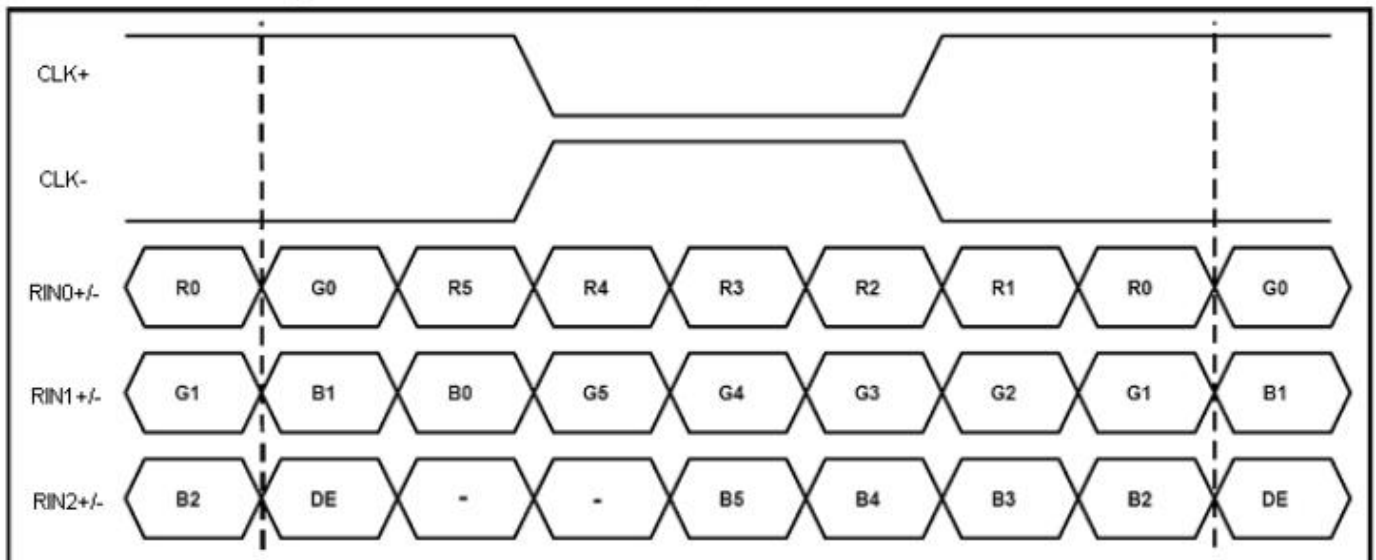 CLK+
CLK-
RIN0+/- R0 G0 R5 R4 R3 R2 R1 R0 G0
RIN1+/- G1 B1 B0 G5 G4 G3 G2 G1 B1
RIN2+/- B2 DE - - B5 B4 B3 B2 DE